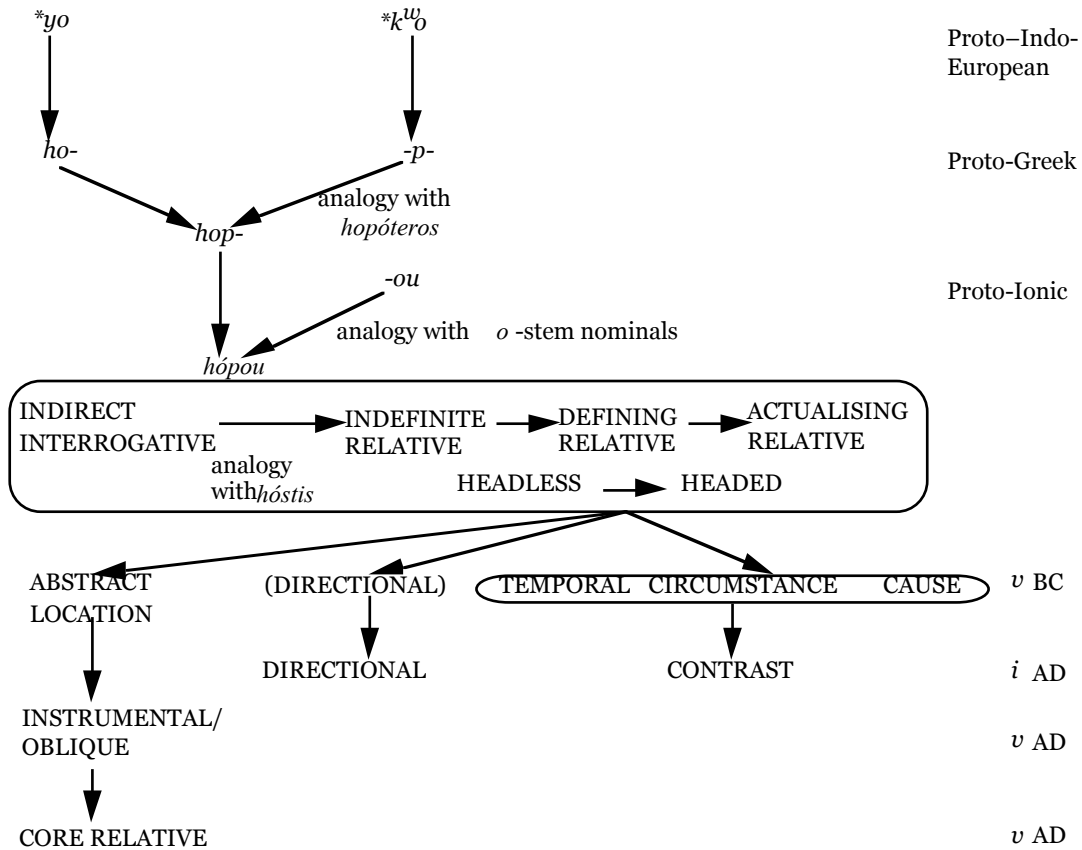 *yo *kʷo Proto–Indo-
European
ho- -p- Proto-Greek
analogy with
hopóteros
hop-
-ou Proto-Ionic
analogy with o -stem nominals
hópou
INDIRECT
INTERROGATIVE
INDEFINITE
RELATIVE
DEFINING
RELATIVE
ACTUALISING
RELATIVE
analogy
with hóstis
HEADLESS HEADED
ABSTRACT
LOCATION
(DIRECTIONAL) TEMPORAL CIRCUMSTANCE CAUSE v BC
DIRECTIONAL CONTRAST i AD
INSTRUMENTAL/
OBLIQUE v AD
CORE RELATIVE v AD